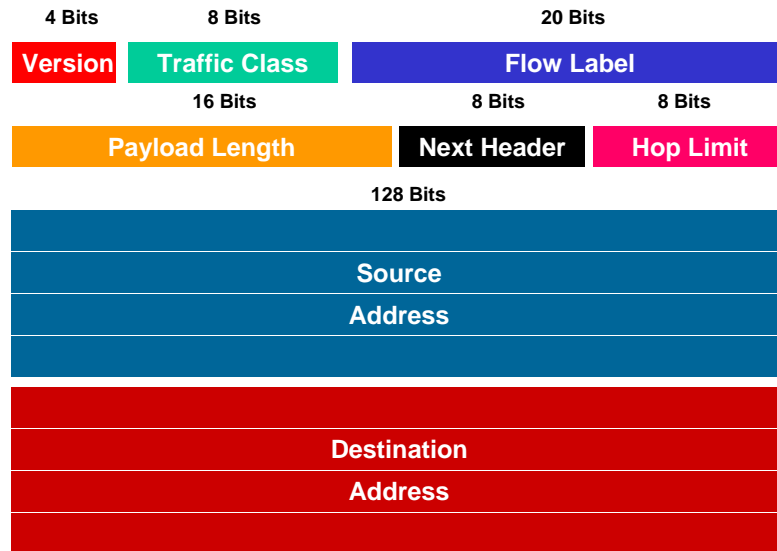 4 Bits 8 Bits 20 Bits
Version Traffic Class Flow Label
16 Bits 8 Bits 8 Bits
Payload Length Next Header Hop Limit
128 Bits
Source
Address
Destination
Address